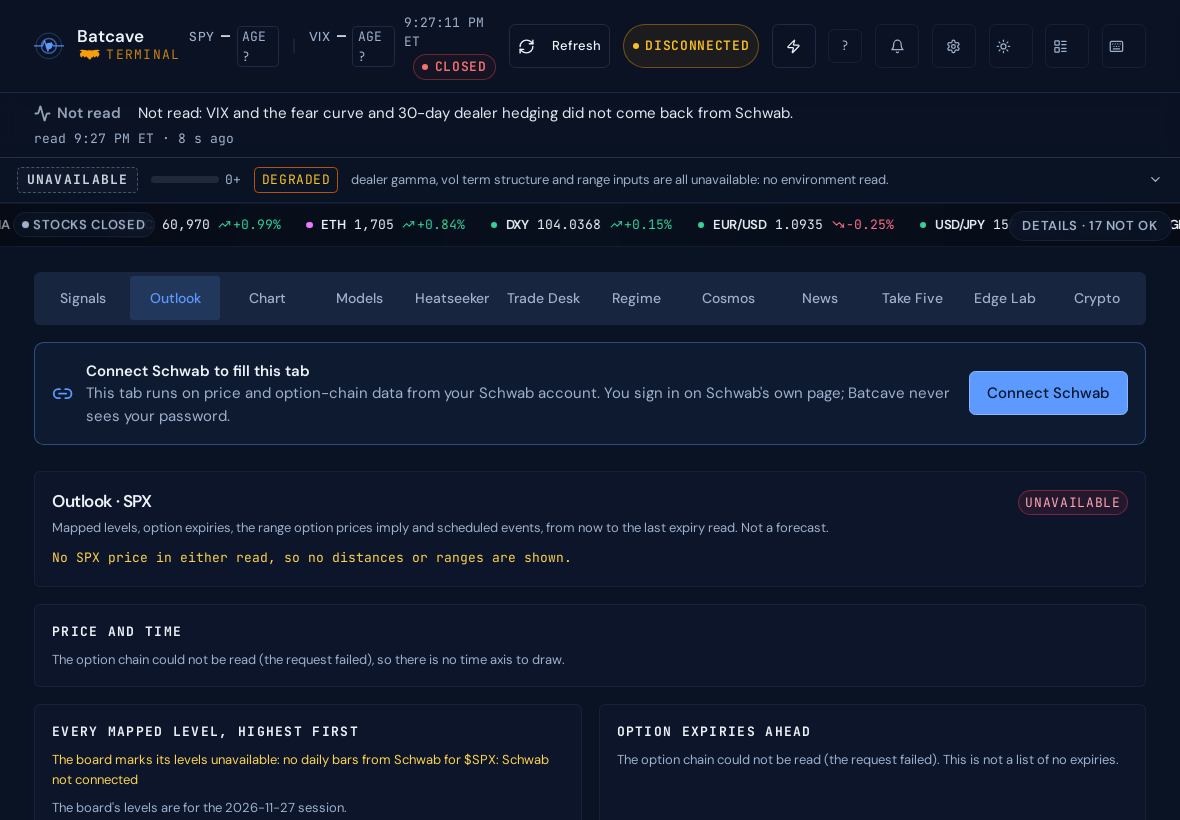 Batcave
TERMINAL
SPY — AGE ?
VIX — AGE ?
9:27:11 PM ET
CLOSED
Refresh
DISCONNECTED
?
Not read Not read: VIX and the fear curve and 30-day dealer hedging did not come back from Schwab.
read 9:27 PM ET · 8 s ago
UNAVAILABLE 0+ DEGRADED dealer gamma, vol term structure and range inputs are all unavailable: no environment read.
STOCKS CLOSED 60,970 +0.99% ETH 1,705 +0.84% DXY 104.0368 +0.15% EUR/USD 1.0935 -0.25% USD/JPY 15 DETAILS · 17 NOT OK
Signals Outlook Chart Models Heatseeker Trade Desk Regime Cosmos News Take Five Edge Lab Crypto
Connect Schwab to fill this tab
This tab runs on price and option-chain data from your Schwab account. You sign in on Schwab's own page; Batcave never
sees your password.
Connect Schwab
Outlook · SPX
UNAVAILABLE
Mapped levels, option expiries, the range option prices imply and scheduled events, from now to the last expiry read. Not a forecast.
No SPX price in either read, so no distances or ranges are shown.
PRICE AND TIME
The option chain could not be read (the request failed), so there is no time axis to draw.
EVERY MAPPED LEVEL, HIGHEST FIRST
The board marks its levels unavailable: no daily bars from Schwab for $SPX: Schwab
not connected
The board's levels are for the 2026-11-27 session.
OPTION EXPIRIES AHEAD
The option chain could not be read (the request failed). This is not a list of no expiries.